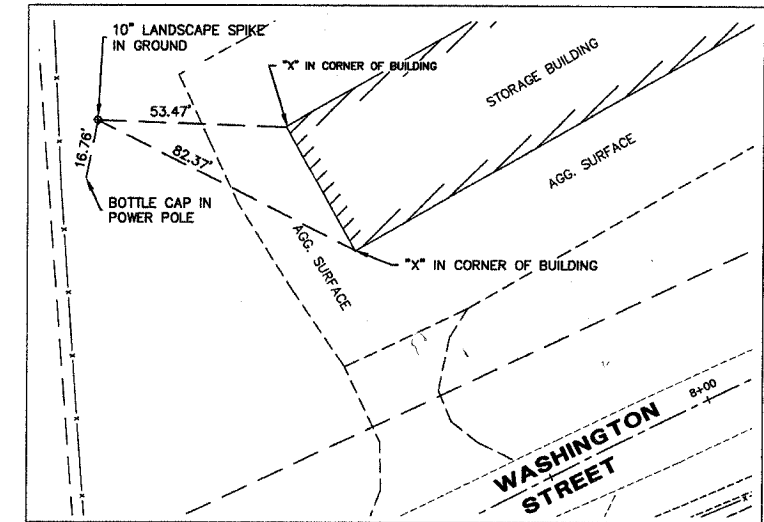 10" LANDSCAPE SPIKE
IN GROUND
"X" IN CORNER OF BUILDING
STORAGE BUILDING
53.47'
82.37'
16.76'
AGG. SURFACE
BOTTLE CAP IN
POWER POLE
AGG. SURFACE
"X" IN CORNER OF BUILDING
8+00
WASHINGTON
STREET